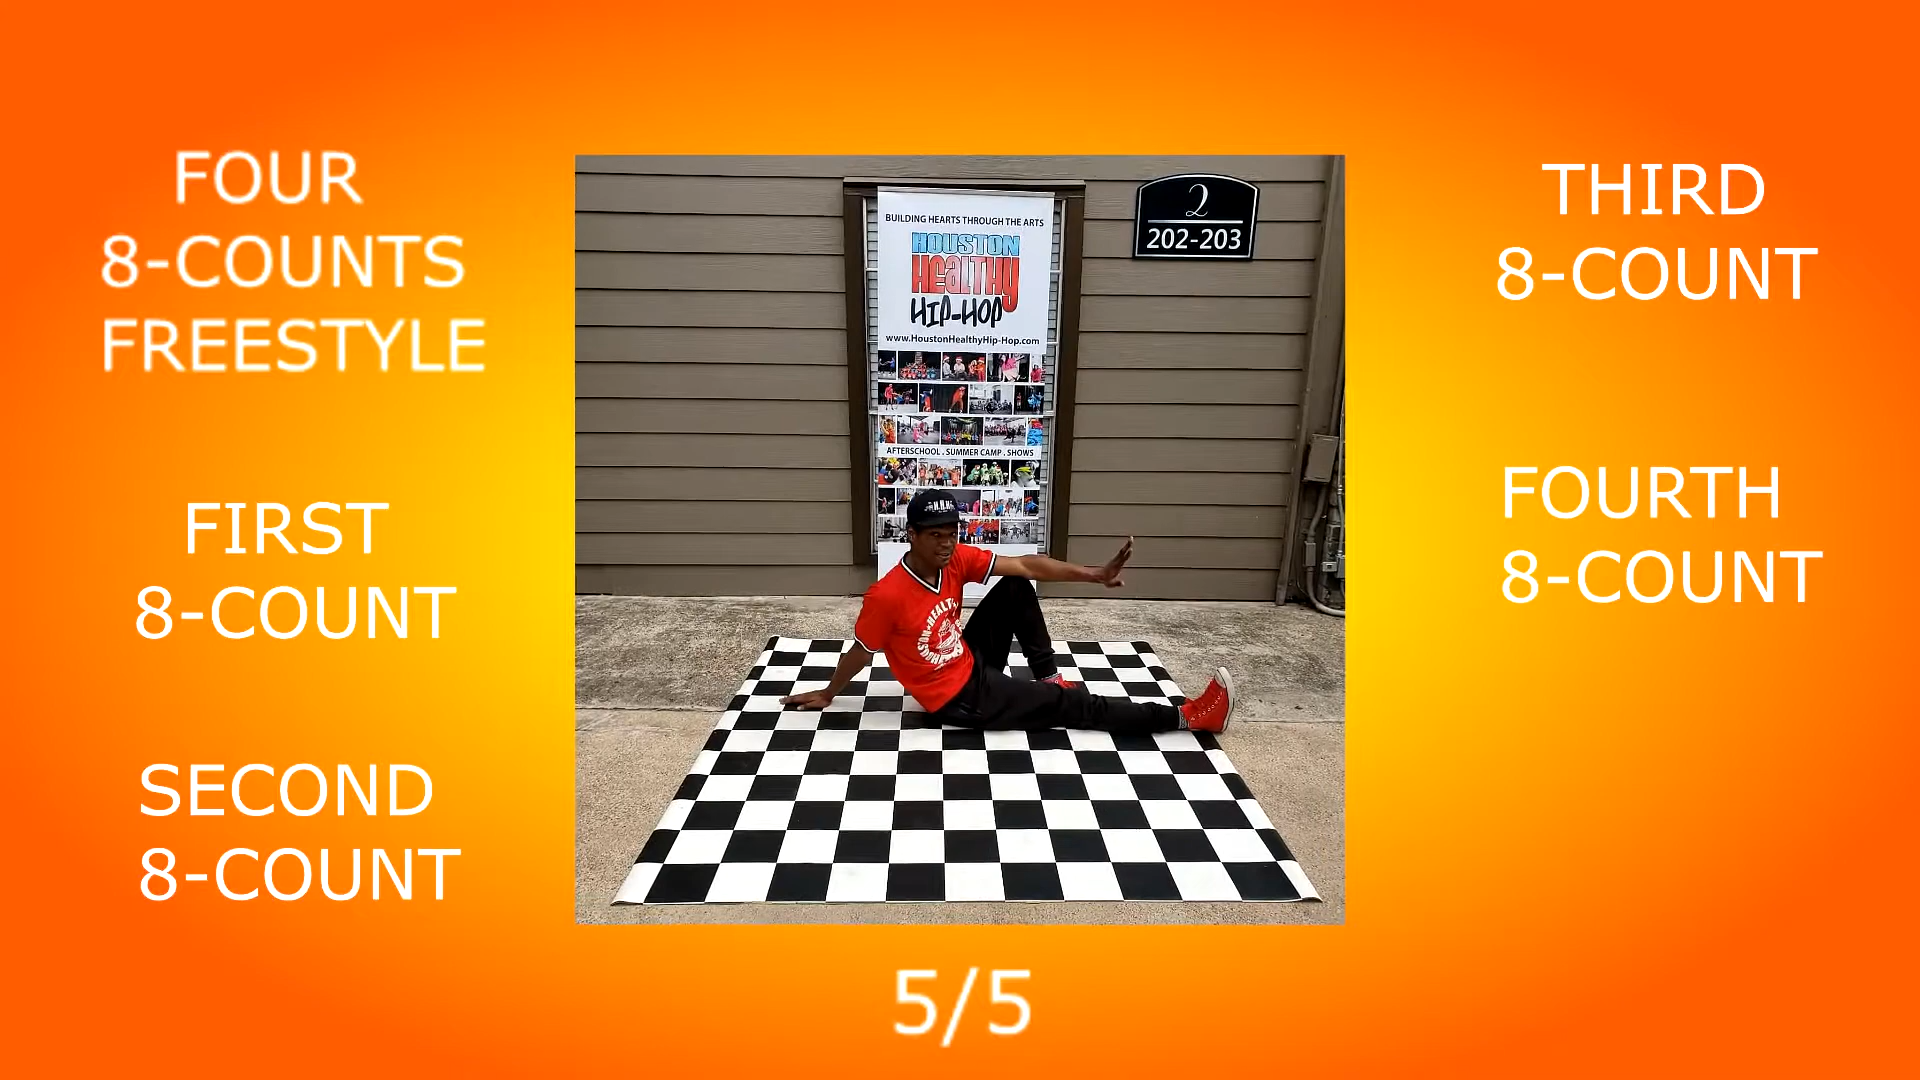 FOUR
8-COUNTS
FREESTYLE
FIRST
8-COUNT
SECOND
8-COUNT
BUILDING HEARTS THROUGH THE ARTS
HOUSTON
HEALTHY
HIP-HOP
www.HoustonHealthyHip-Hop.com
AFTERSCHOOL . SUMMER CAMP . SHOWS
2
202-203
THIRD
8-COUNT
FOURTH
8-COUNT
5/5